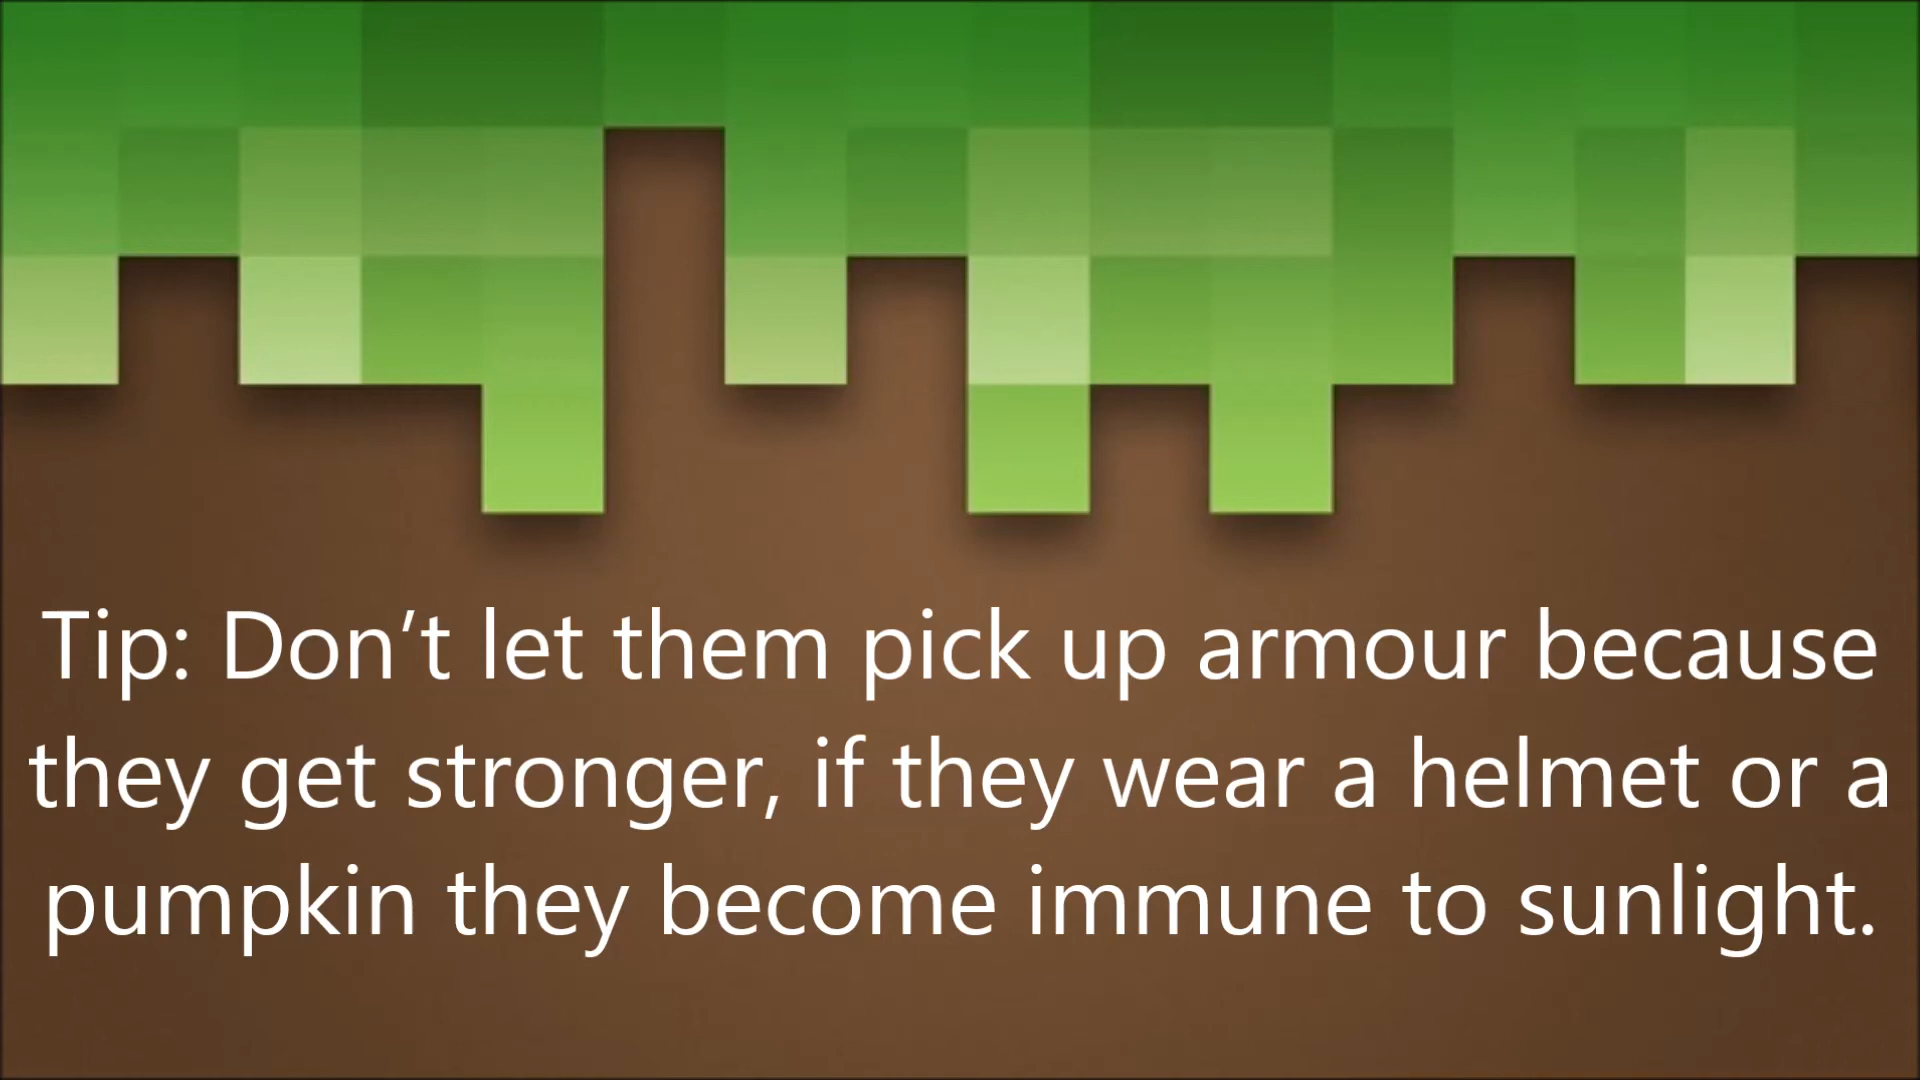 Tip: Don’t let them pick up armour because
they get stronger, if they wear a helmet or a
pumpkin they become immune to sunlight.